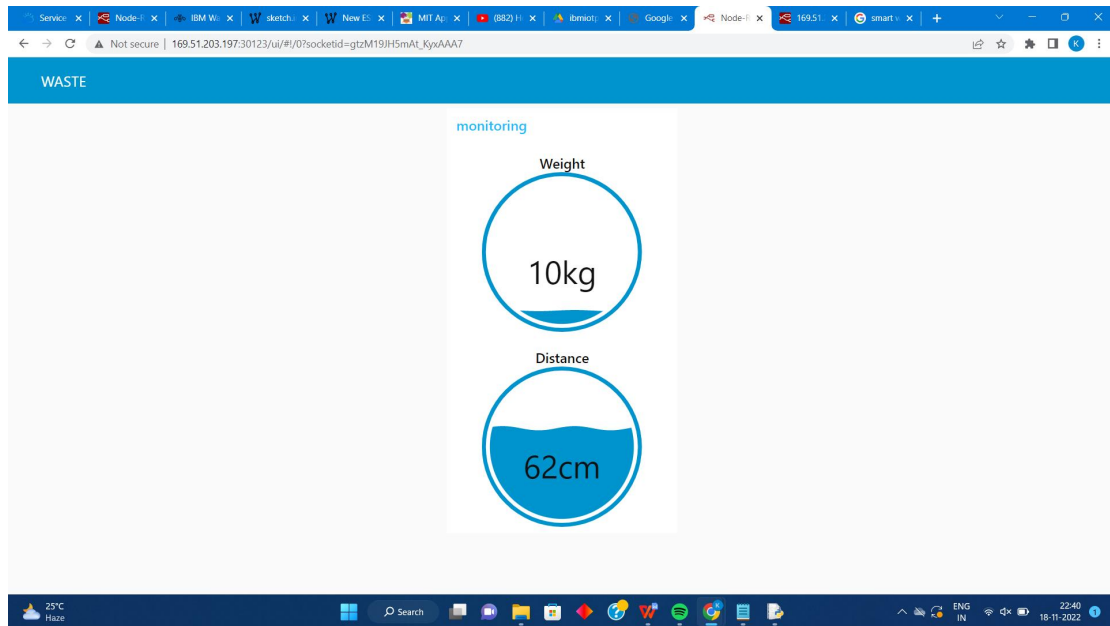 Service
Node-R
IBM Wa
sketch.i
New ES
MIT Ap
(882) H
ibmiotp
Google
Node-R
169.51.
smart w
Not secure | 169.51.203.197:30123/ui/#!/0?socketid=gtzM19JH5mAt_KyxAAA7
K
WASTE
monitoring
Weight
10kg
Distance
62cm
25°C
Haze
Search
ENG
IN
22:40
18-11-2022
1